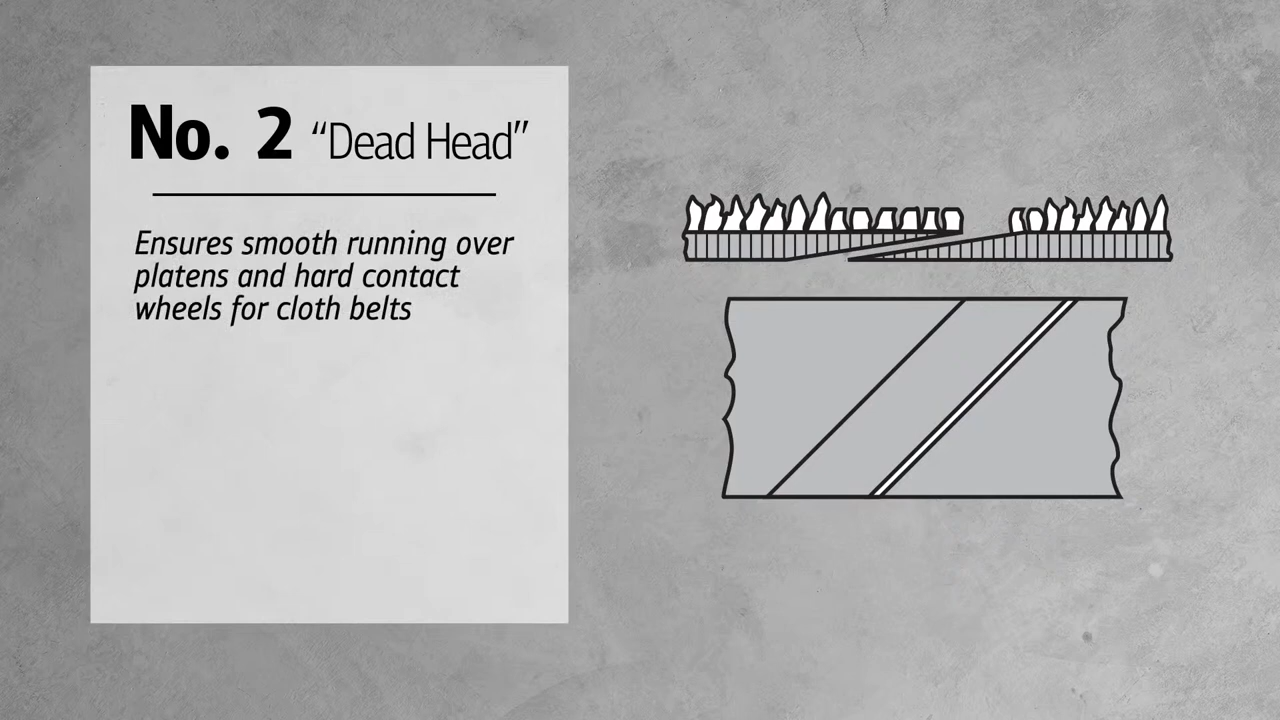 No. 2 “Dead Head”
Ensures smooth running over
platens and hard contact
wheels for cloth belts